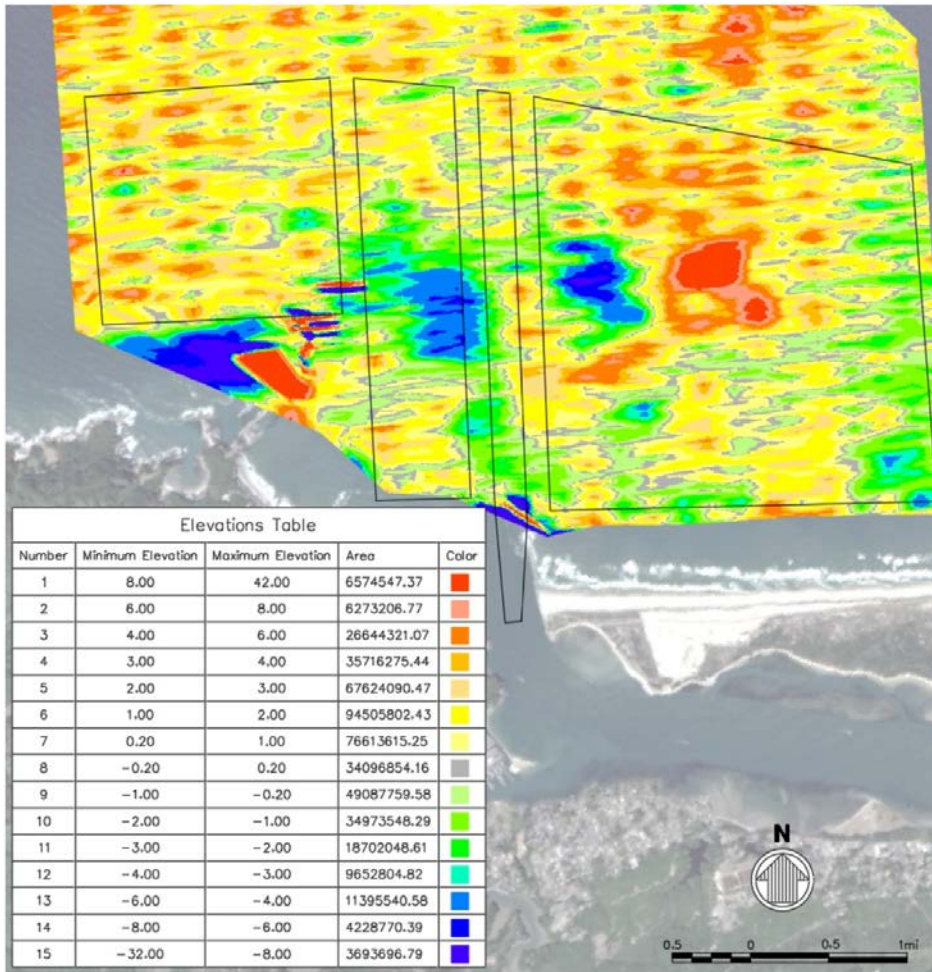 Elevations Table
Number Minimum Elevation Maximum Elevation Area Color
1 8.00 42.00 6574547.37
2 6.00 8.00 6273206.77
3 4.00 6.00 26644321.07
4 3.00 4.00 35716275.44
5 2.00 3.00 67624090.47
6 1.00 2.00 94505802.43
7 0.20 1.00 76613615.25
8 -0.20 0.20 34096854.16
9 -1.00 -0.20 49087759.58
10 -2.00 -1.00 34973548.29
11 -3.00 -2.00 18702048.61
12 -4.00 -3.00 9652804.82
13 -6.00 -4.00 11395540.58
14 -8.00 -6.00 4228770.39
15 -32.00 -8.00 3693696.79
N
0.5 0 0.5 1mi